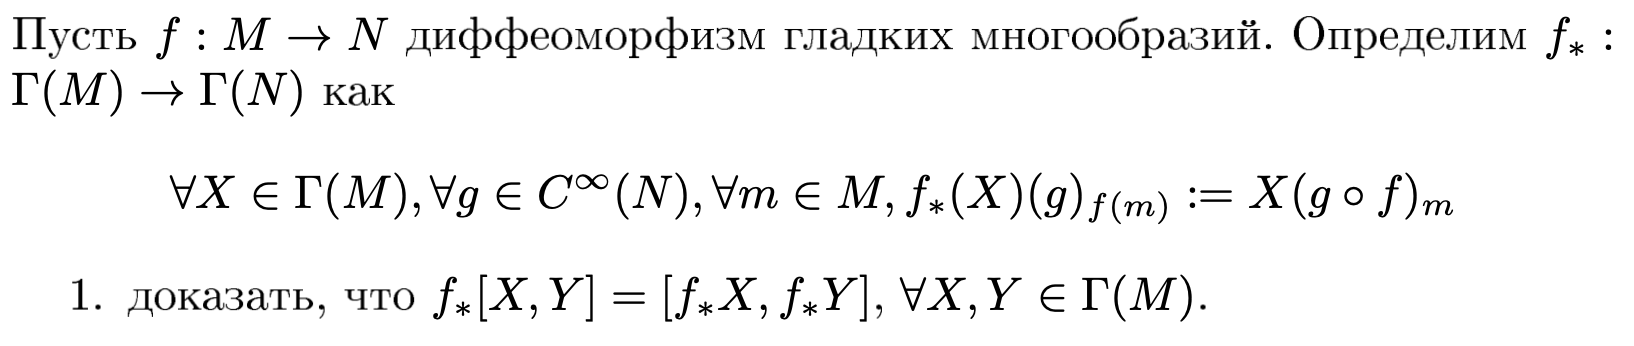 Пусть f : M → N диффеоморфизм гладких многообразий. Определим f_* :
Γ(M) → Γ(N) как
∀X ∈ Γ(M), ∀g ∈ C^∞(N), ∀m ∈ M, f_*(X)(g)_{f(m)} := X(g ∘ f)_m
1. доказать, что f_*[X, Y] = [f_*X, f_*Y], ∀X, Y ∈ Γ(M).